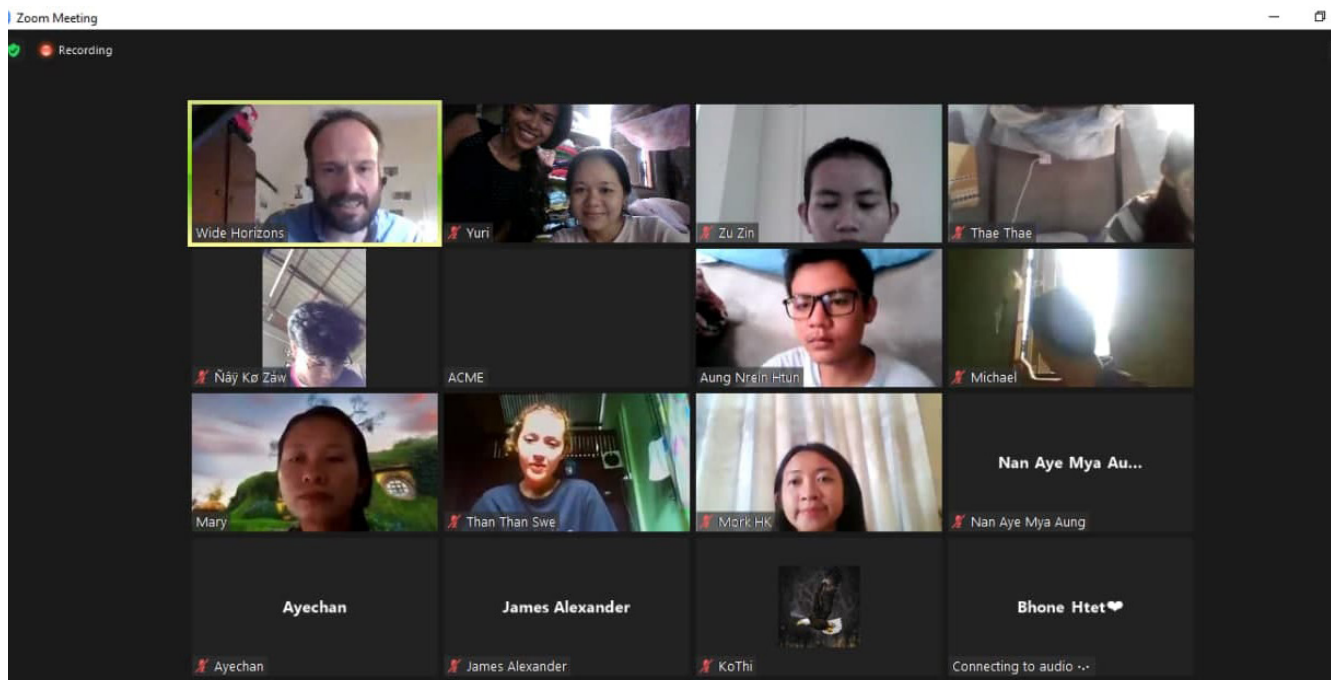 Zoom Meeting
Recording
Wide Horizons
Yuri
Zu Zin
Thae Thae
Ñâÿ Kø Zåw
ACME
Aung Nrein Htun
Michael
Mary
Than Than Swe
Mork HK
Nan Aye Mya Au...
Nan Aye Mya Aung
Ayechan
James Alexander
Bhone Htet❤
Ayechan
James Alexander
KoThi
Connecting to audio